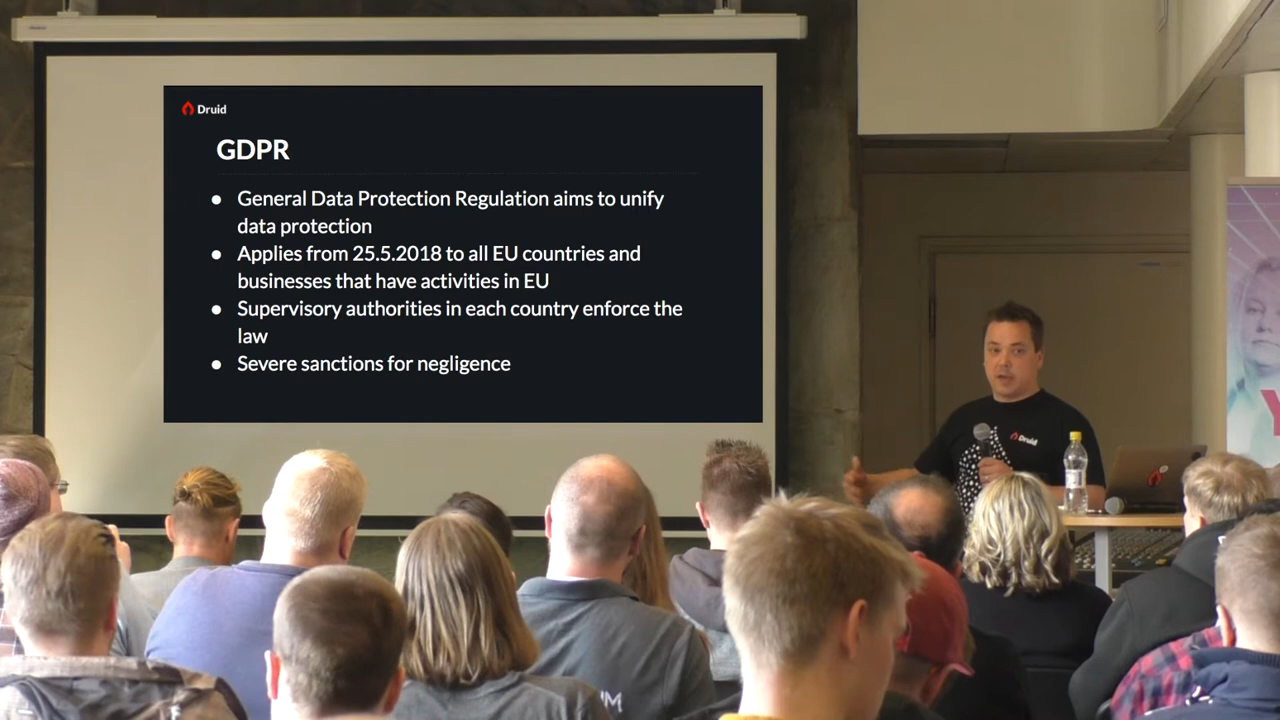 Druid
GDPR
● General Data Protection Regulation aims to unify
data protection
● Applies from 25.5.2018 to all EU countries and
businesses that have activities in EU
● Supervisory authorities in each country enforce the
law
● Severe sanctions for negligence
Druid